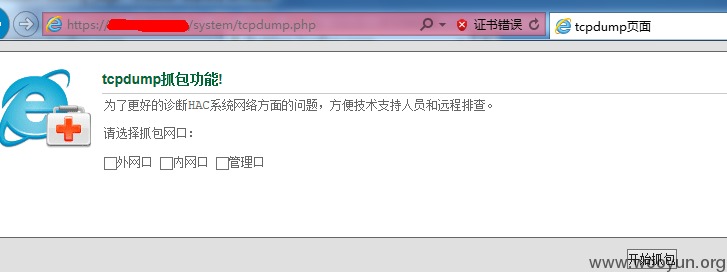 https:// /system/tcpdump.php
证书错误
tcpdump页面
tcpdump抓包功能!
为了更好的诊断HAC系统网络方面的问题，方便技术支持人员和远程排查。
请选择抓包网口：
外网口 内网口 管理口
开始抓包
www.wooyun.org